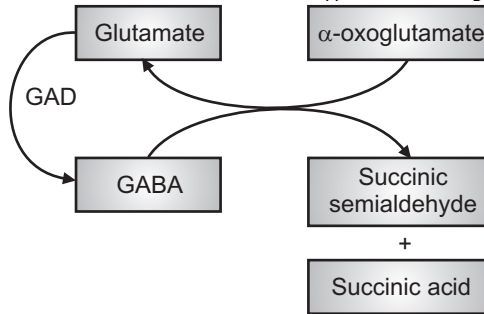 Glutamate
α-oxoglutamate
GAD
GABA
Succinic
semialdehyde
+
Succinic acid